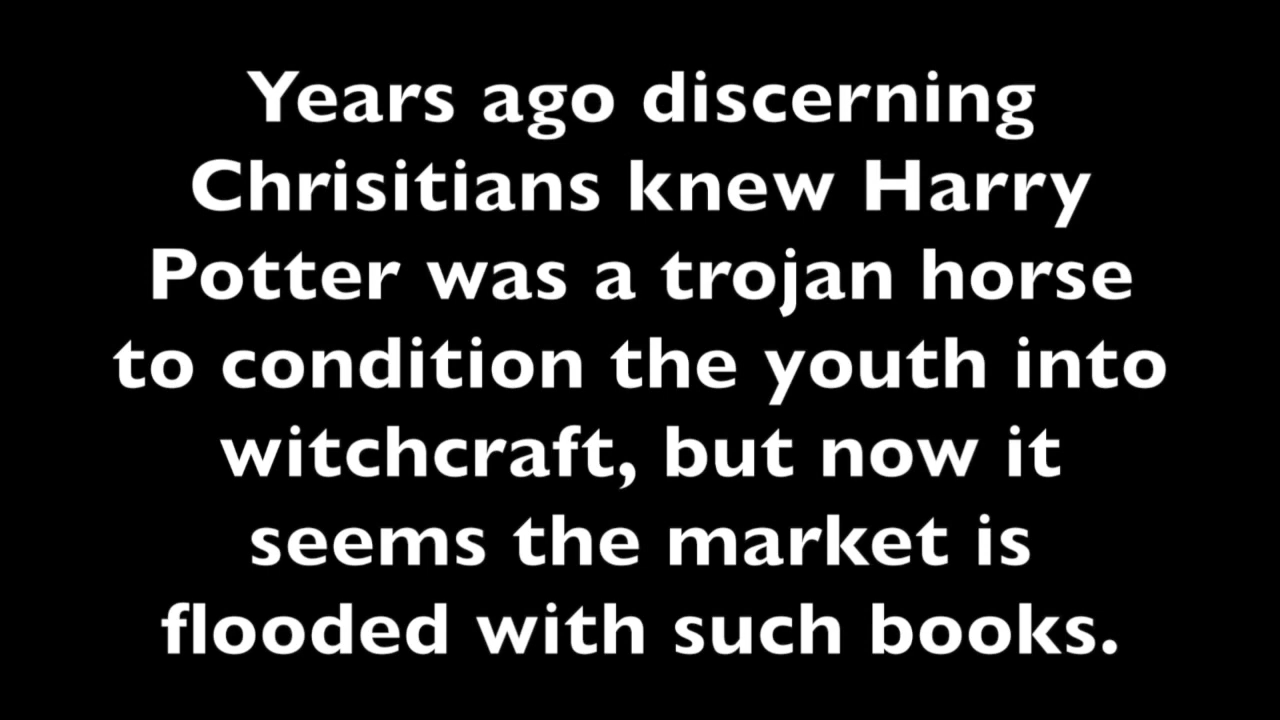 Years ago discerning
Chrisitians knew Harry
Potter was a trojan horse
to condition the youth into
witchcraft, but now it
seems the market is
flooded with such books.